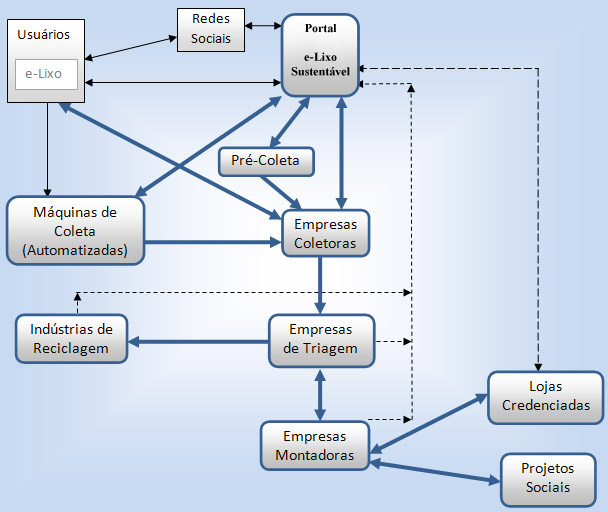 Usuários
e-Lixo
Redes
Sociais
Portal
e-Lixo
Sustentável
Pré-Coleta
Máquinas de
Coleta
(Automatizadas)
Empresas
Coletoras
Indústrias de
Reciclagem
Empresas
de Triagem
Lojas
Credenciadas
Empresas
Montadoras
Projetos
Sociais